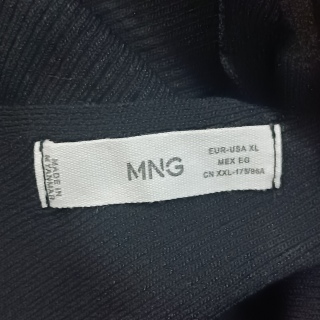 MADE IN
MYANMAR
MNG
EUR-USA XL
MEX EG
CN XXL-175/96A